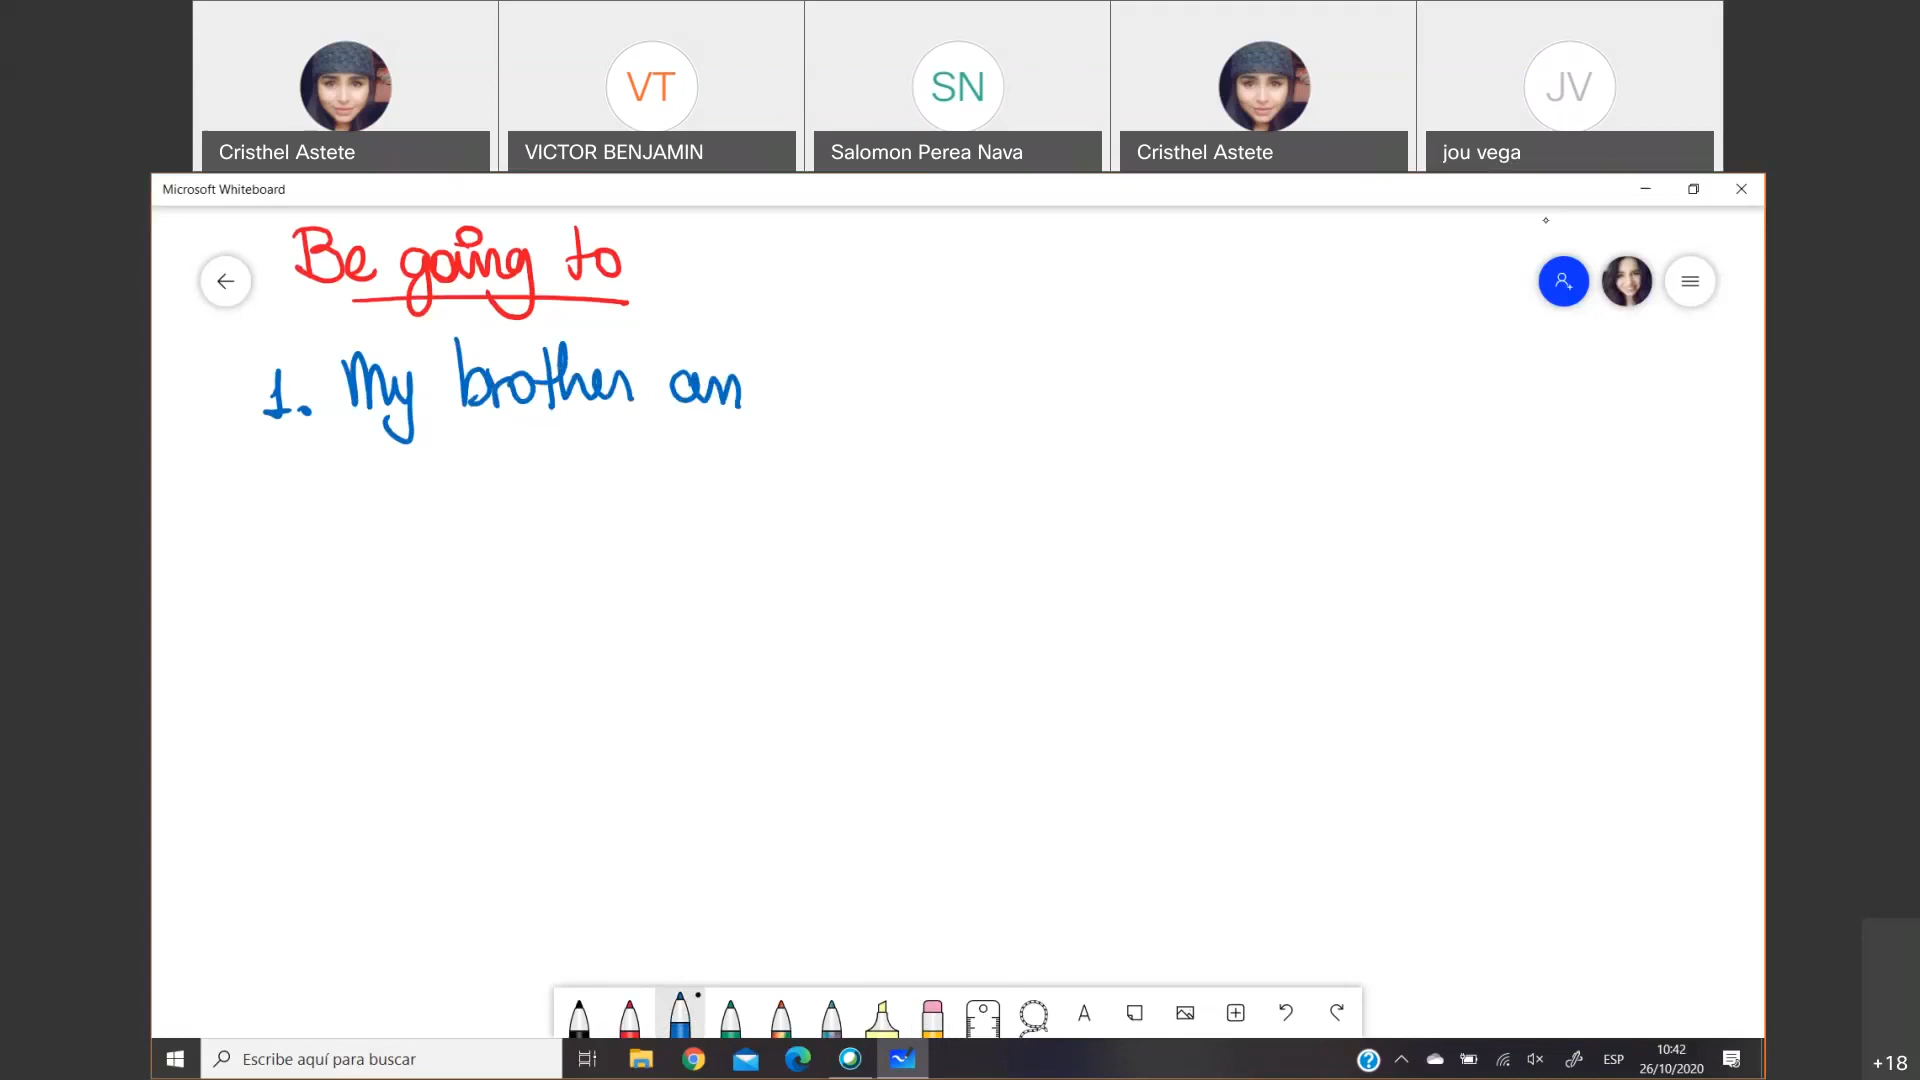 VT SN JV
Cristhel Astete VICTOR BENJAMIN Salomon Perea Nava Cristhel Astete jou vega
Microsoft Whiteboard
Be going to
1. My brother an
A
Escribe aquí para buscar
ESP 10:42
26/10/2020
+18